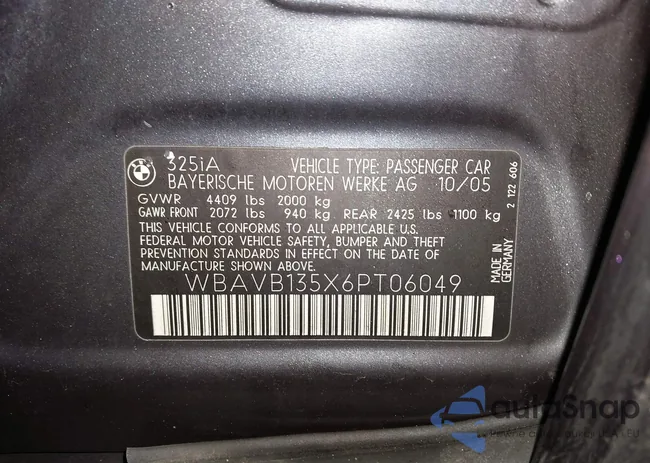 325iA VEHICLE TYPE: PASSENGER CAR
BAYERISCHE MOTOREN WERKE AG 10/05
GVWR 4409 lbs 2000 kg
GAWR FRONT 2072 lbs 940 kg REAR 2425 lbs 1100 kg
THIS VEHICLE CONFORMS TO ALL APPLICABLE U.S.
FEDERAL MOTOR VEHICLE SAFETY, BUMPER AND THEFT
PREVENTION STANDARDS IN EFFECT ON THE DATE OF
MANUFACTURE SHOWN ABOVE.
WBAVB135X6PT06049
MADE IN
GERMANY
2 122 606
autoSnap